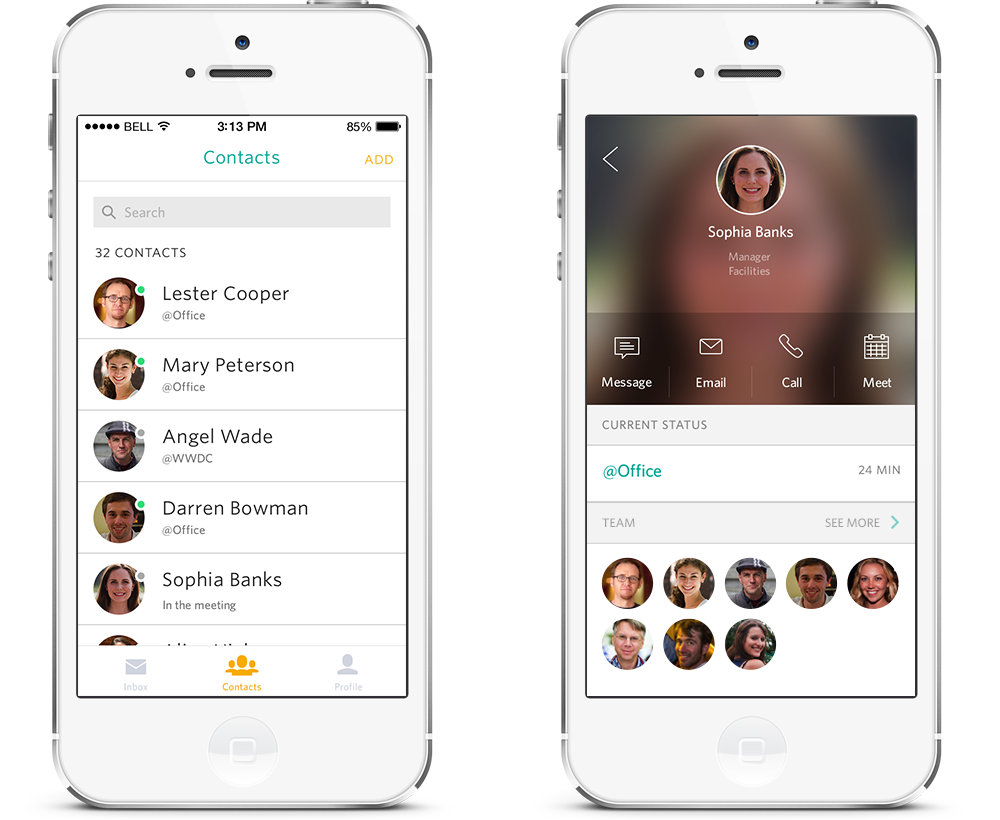 BELL 3:13 PM 85%
Contacts ADD
Search
32 CONTACTS
Lester Cooper
@Office
Mary Peterson
@Office
Angel Wade
@WWDC
Darren Bowman
@Office
Sophia Banks
In the meeting
Inbox Contacts Profile
Sophia Banks
Manager
Facilities
Message Email Call Meet
CURRENT STATUS
@Office 24 MIN
TEAM SEE MORE